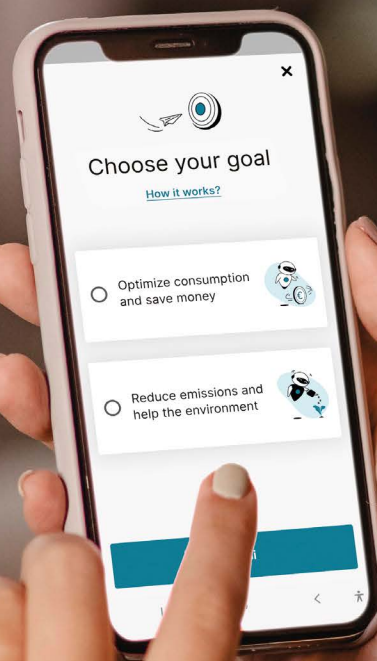 Choose your goal
How it works?
Optimize consumption
and save money
Reduce emissions and
help the environment